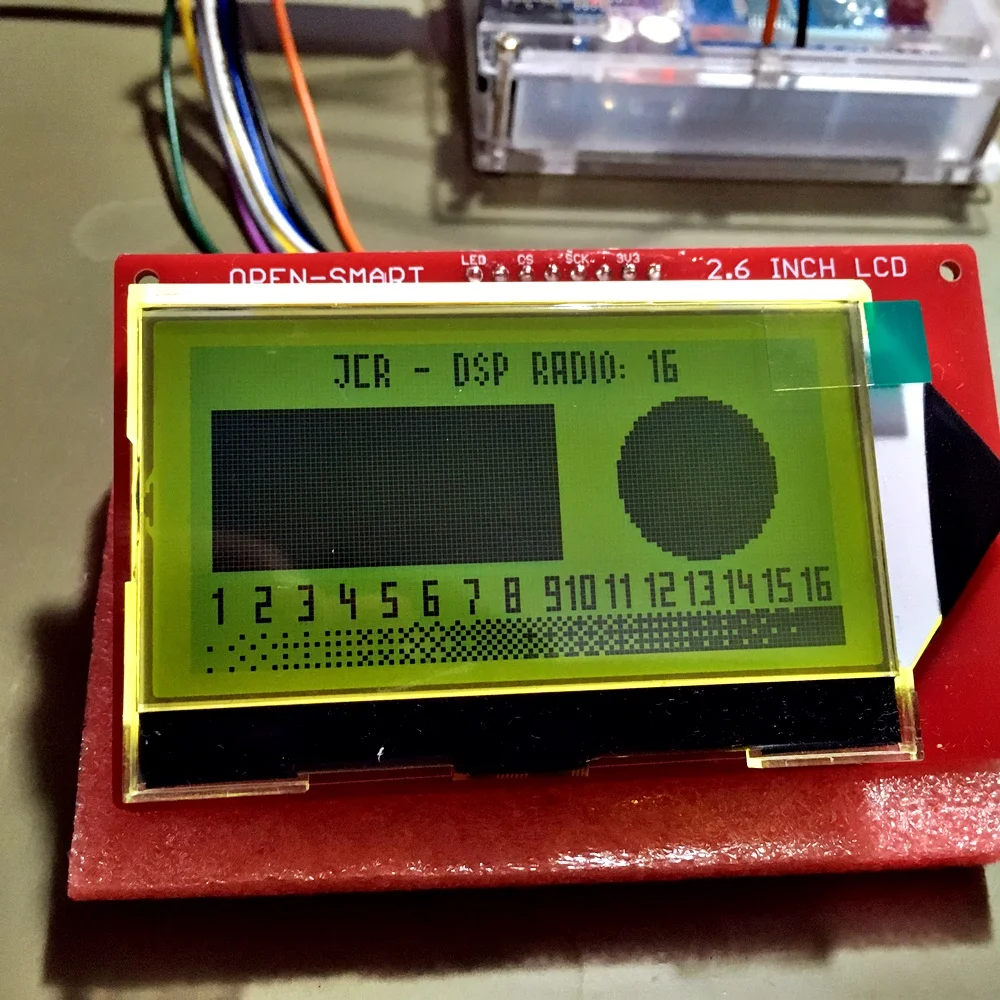 LED CS SCK 3V3
OPEN-SMART 2.6 INCH LCD
JCR - DSP RADIO: 16
1 2 3 4 5 6 7 8 9 10 11 12 13 14 15 16